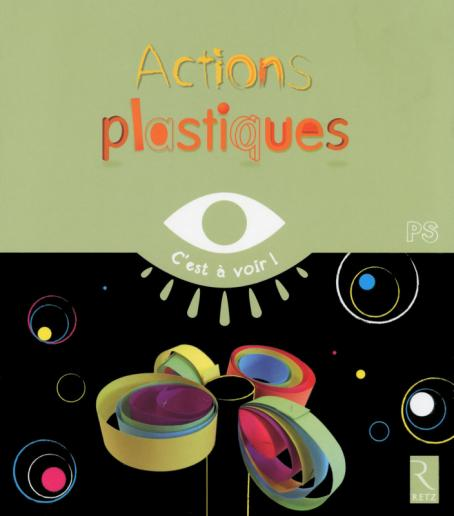 Actions
plastiques
PS
C'est à voir !
RETZ